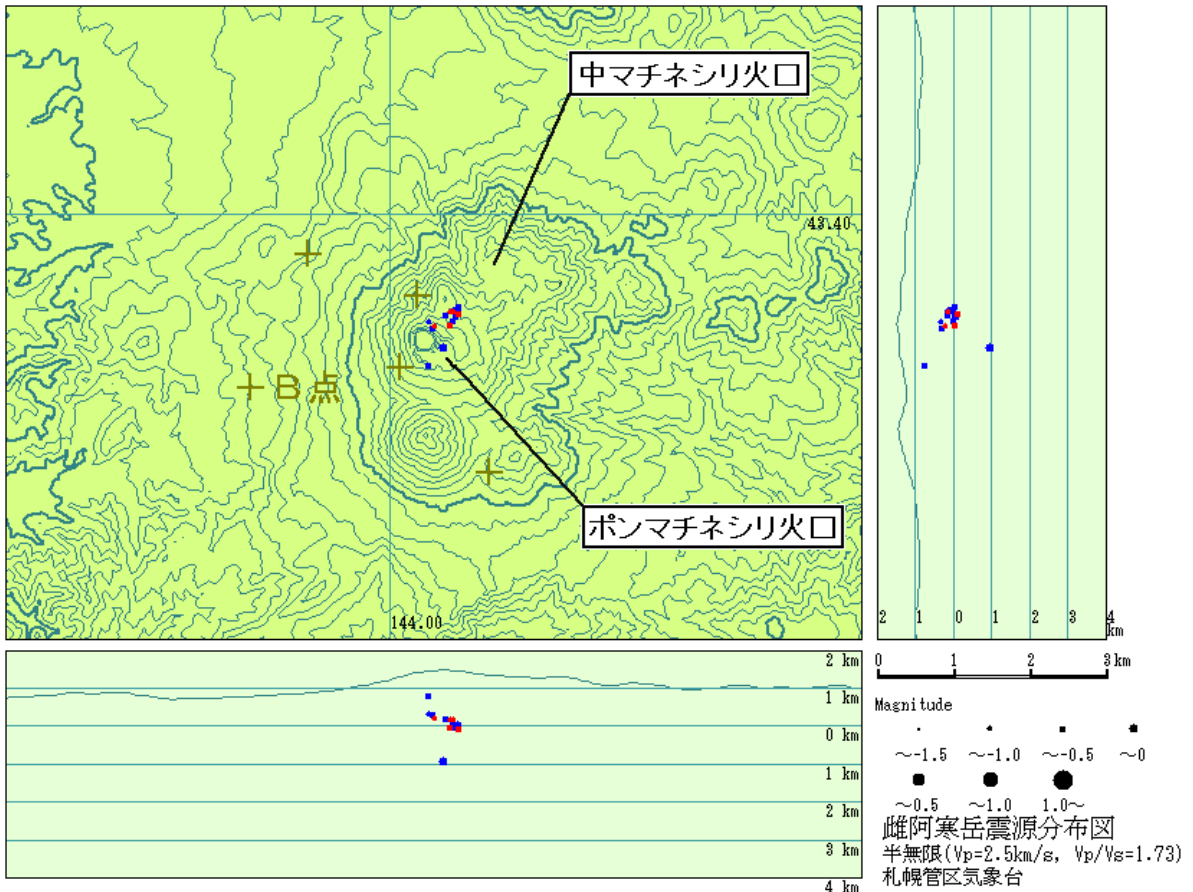 中マチネシリ火口
43.40
B点
ポンマチネシリ火口
144.00
2 1 0 1 2 3 4
km
2 km
1 km
0 km
1 km
2 km
3 km
4 km
0 1 2 3km
Magnitude
~-1.5 ~-1.0 ~-0.5 ~0
~0.5 ~1.0 1.0~
雌阿寒岳震源分布図
半無限(Vp=2.5km/s, Vp/Vs=1.73)
札幌管区気象台